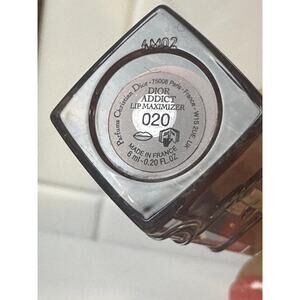 4M02
Parfums Christian Dior - 75008 Paris - France - W1S 2UE, UK
DIOR
ADDICT
LIP MAXIMIZER
020
MADE IN FRANCE
6 ml - 0.20 FL.OZ